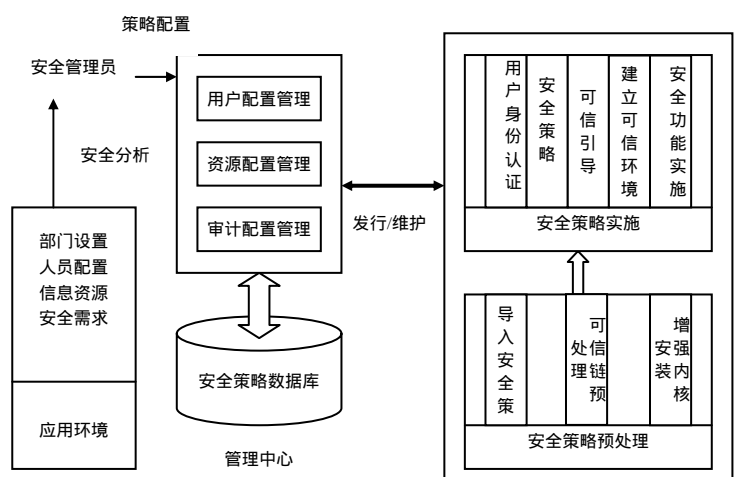 策略配置
安全管理员
安全分析
部门设置
人员配置
信息资源
安全需求
应用环境
用户配置管理
资源配置管理
审计配置管理
安全策略数据库
管理中心
发行/维护
用户身份认证
安全策略
可信引导
建立可信环境
安全功能实施
安全策略实施
导入安全策
可信链预
处理
增强内核
安装
安全策略预处理